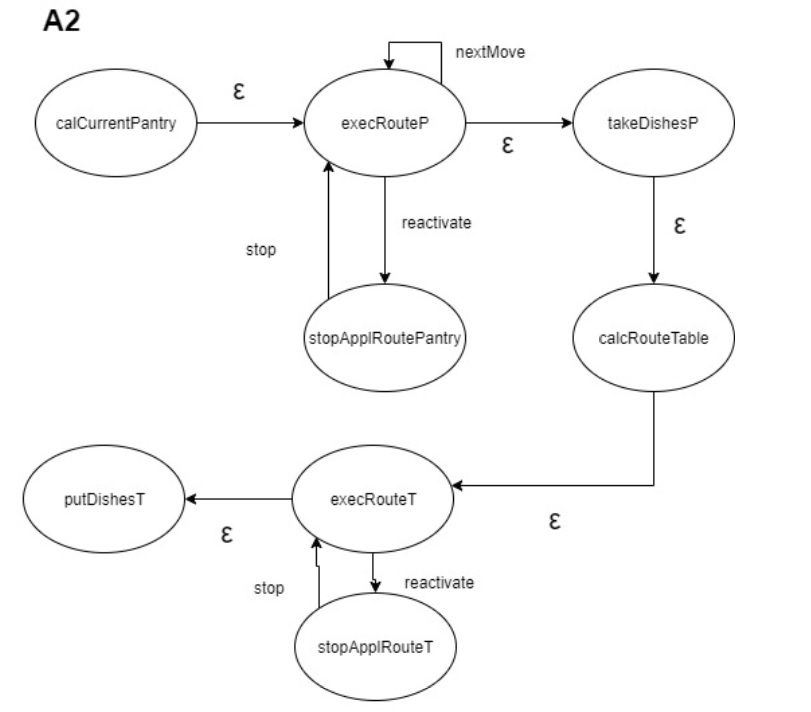 A2
nextMove
ε
calCurrentPantry
execRouteP
takeDishesP
ε
reactivate
ε
stop
stopApplRoutePantry
calcRouteTable
putDishesT
execRouteT
ε
ε
stop
reactivate
stopApplRouteT